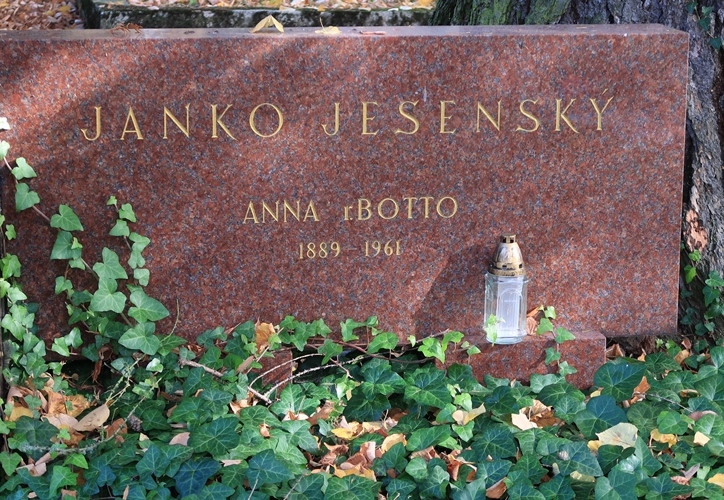 JANKO JESENSKÝ
ANNA r. BOTTO
1889 – 1961